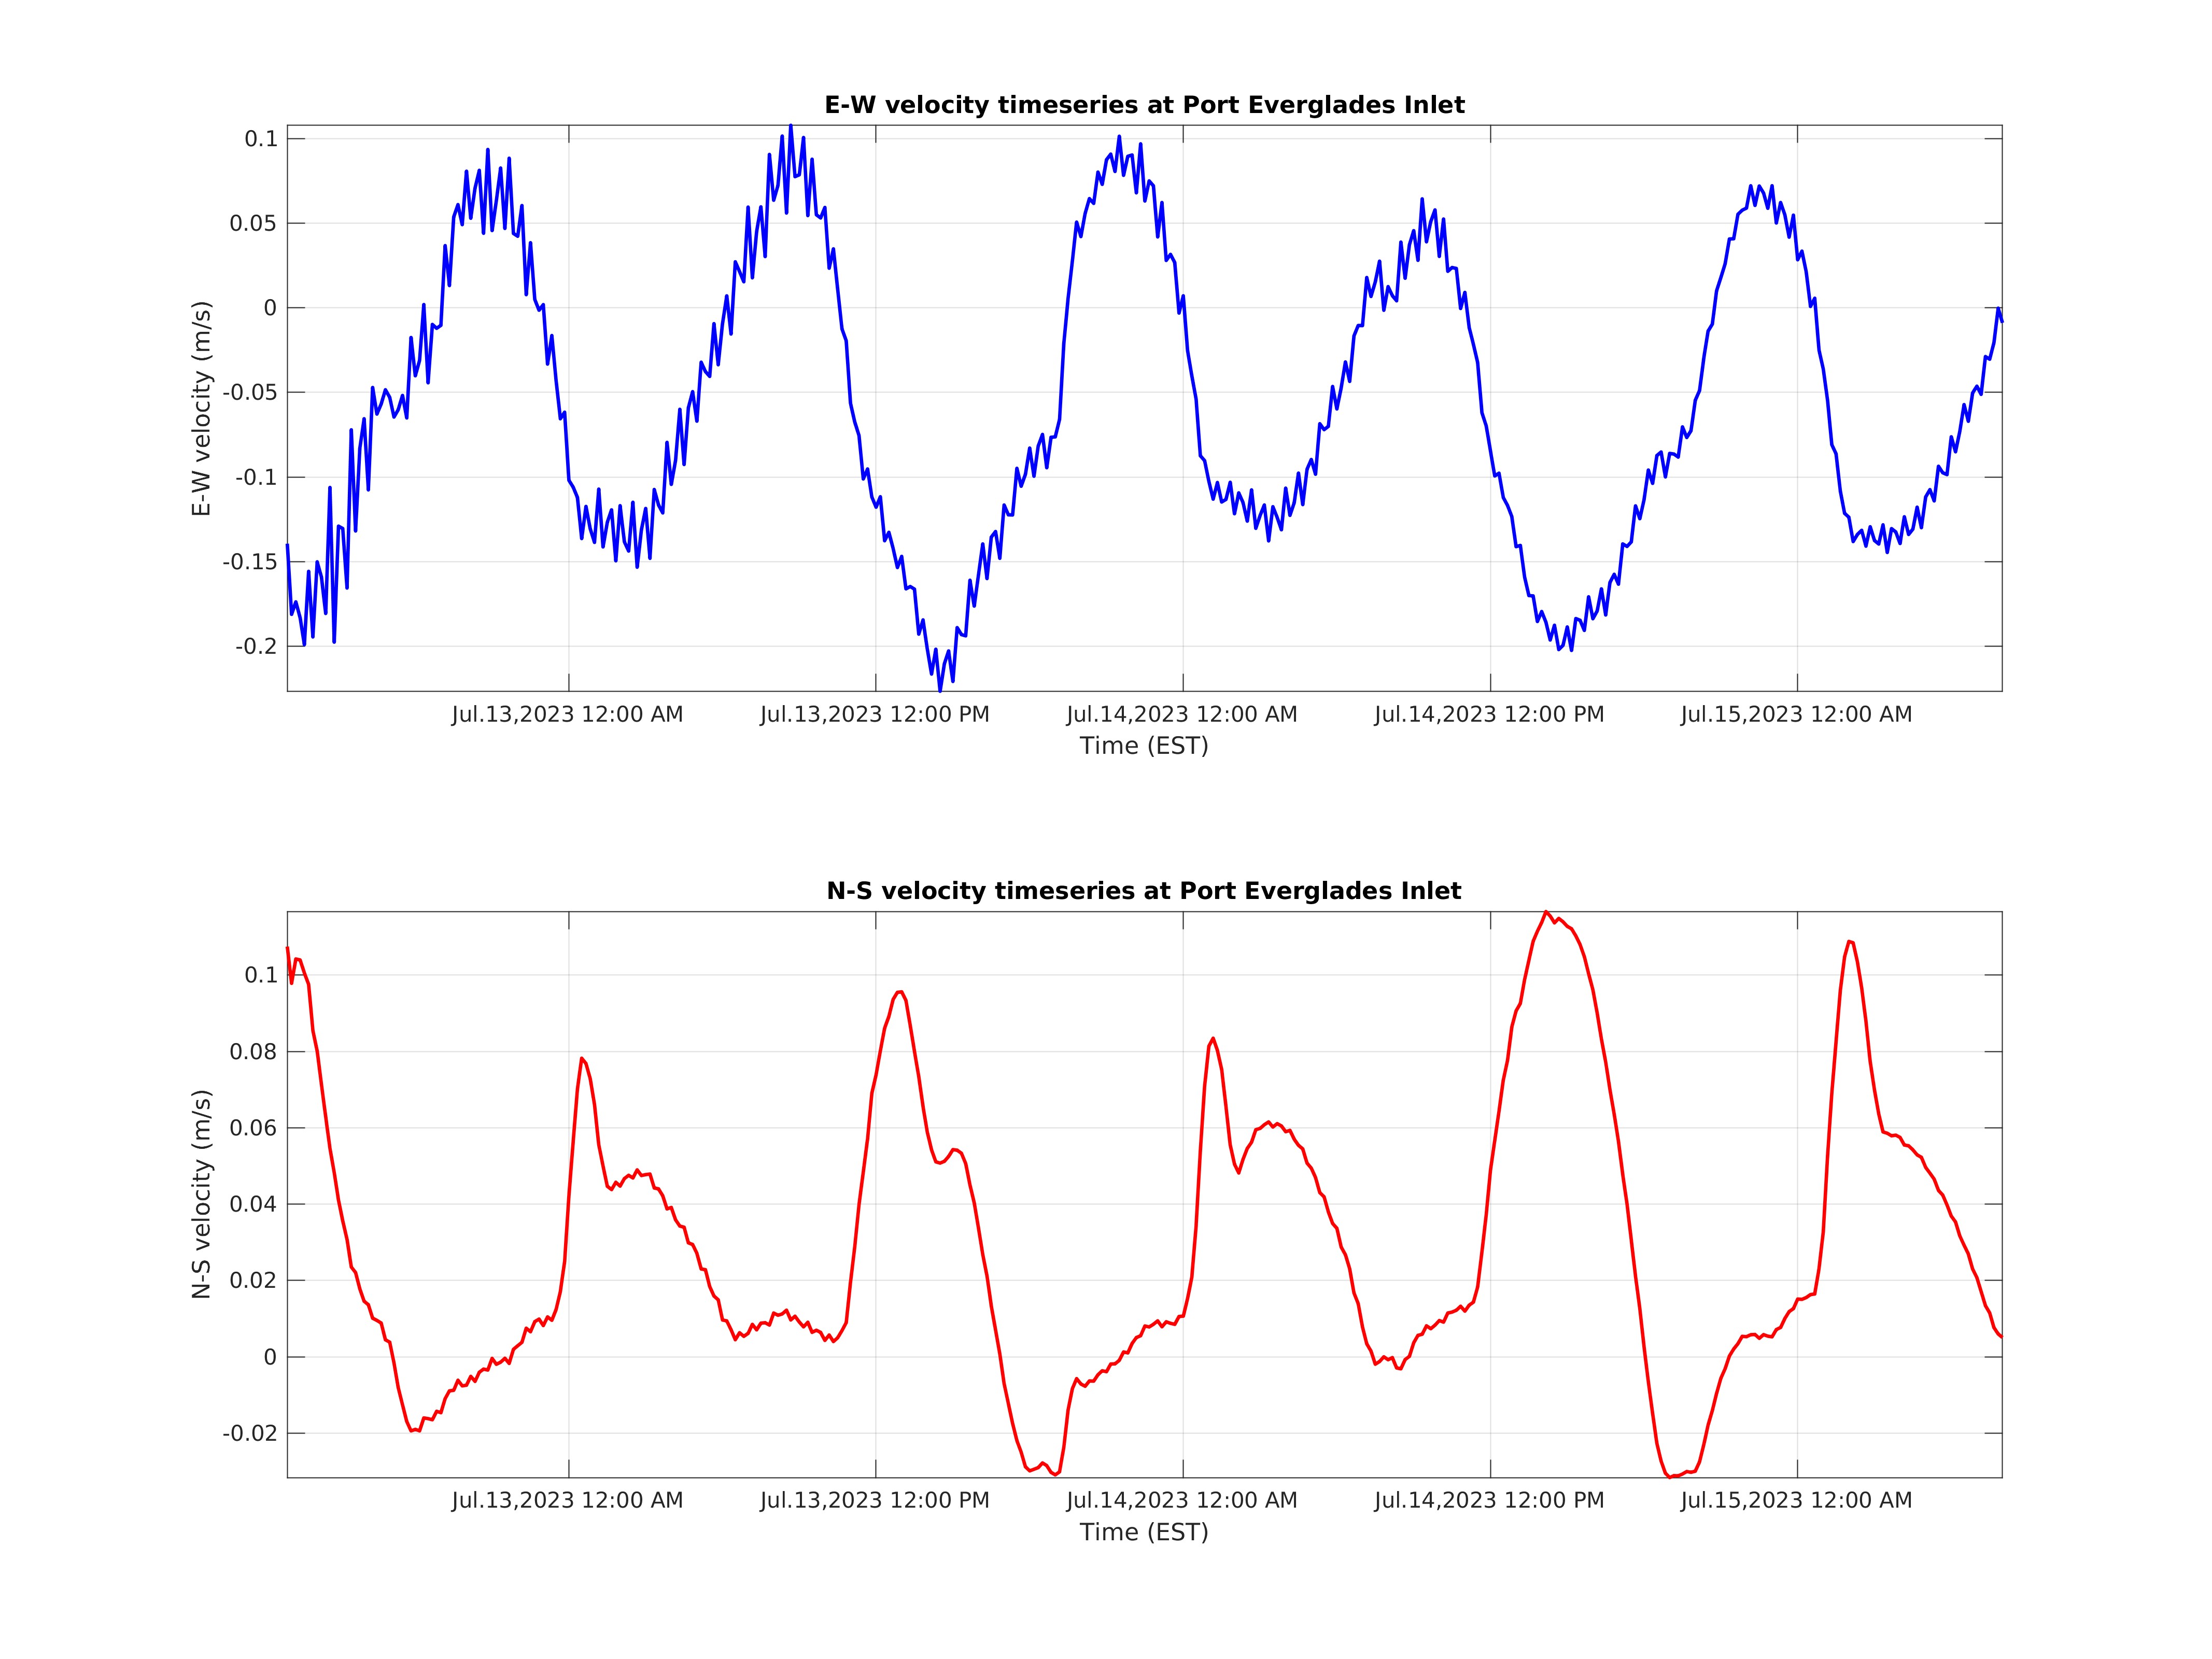 E-W velocity timeseries at Port Everglades Inlet
0.1
0.05
0
-0.05
-0.1
-0.15
-0.2
E-W velocity (m/s)
Jul.13,2023 12:00 AM Jul.13,2023 12:00 PM Jul.14,2023 12:00 AM Jul.14,2023 12:00 PM Jul.15,2023 12:00 AM
Time (EST)
N-S velocity timeseries at Port Everglades Inlet
0.1
0.08
0.06
0.04
0.02
0
-0.02
N-S velocity (m/s)
Jul.13,2023 12:00 AM Jul.13,2023 12:00 PM Jul.14,2023 12:00 AM Jul.14,2023 12:00 PM Jul.15,2023 12:00 AM
Time (EST)